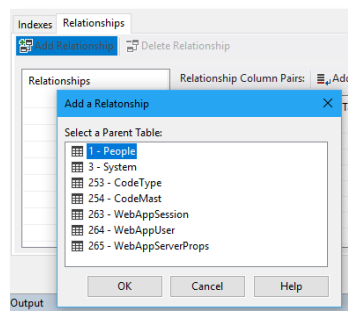 Indexes Relationships
Add Relationship Delete Relationship
Relationships Relationship Column Pairs:
Add a Relatonship
Select a Parent Table:
1 - People
3 - System
253 - CodeType
254 - CodeMast
263 - WebAppSession
264 - WebAppUser
265 - WebAppServerProps
OK Cancel Help
Output